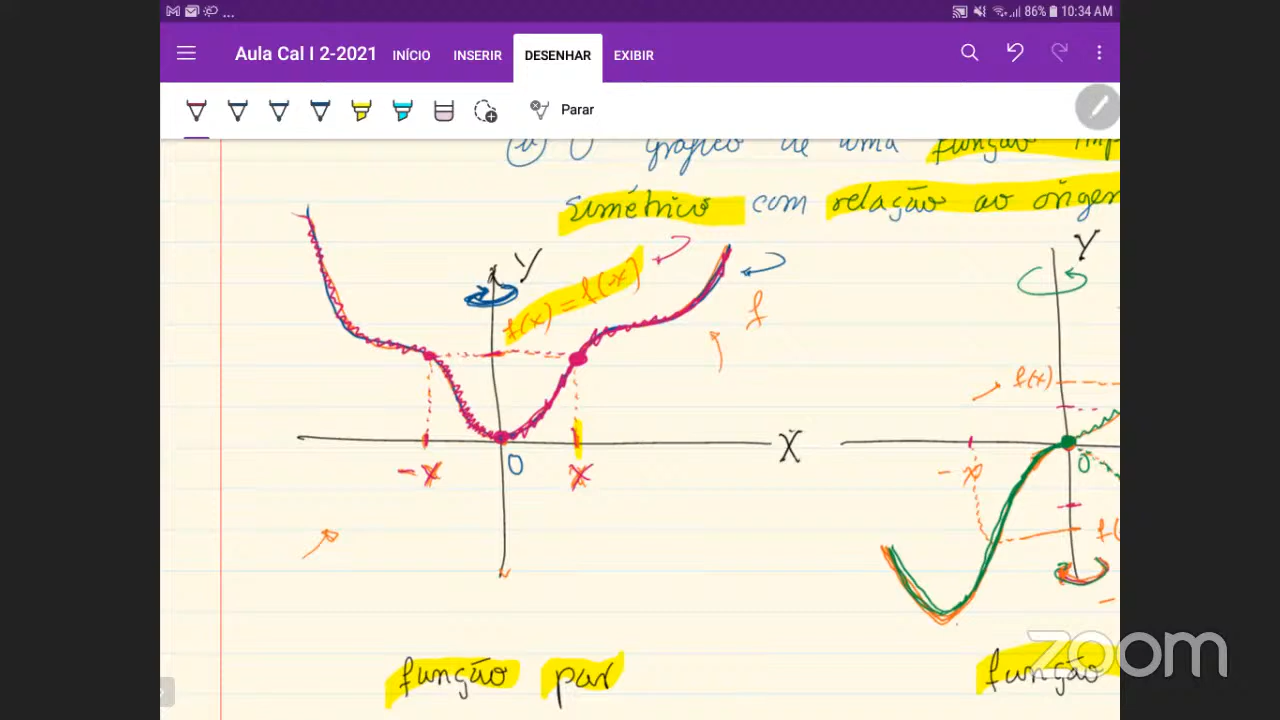 10:34 AM
86%
Aula Cal I 2-2021 INÍCIO INSERIR DESENHAR EXIBIR
Parar
(ii) O gráfico de uma função
simétrico com relação ao origem
Y
f(x) = f(x)
f
X
-x
0
x
função par
Y
f(x)
-x
0
função
zoom